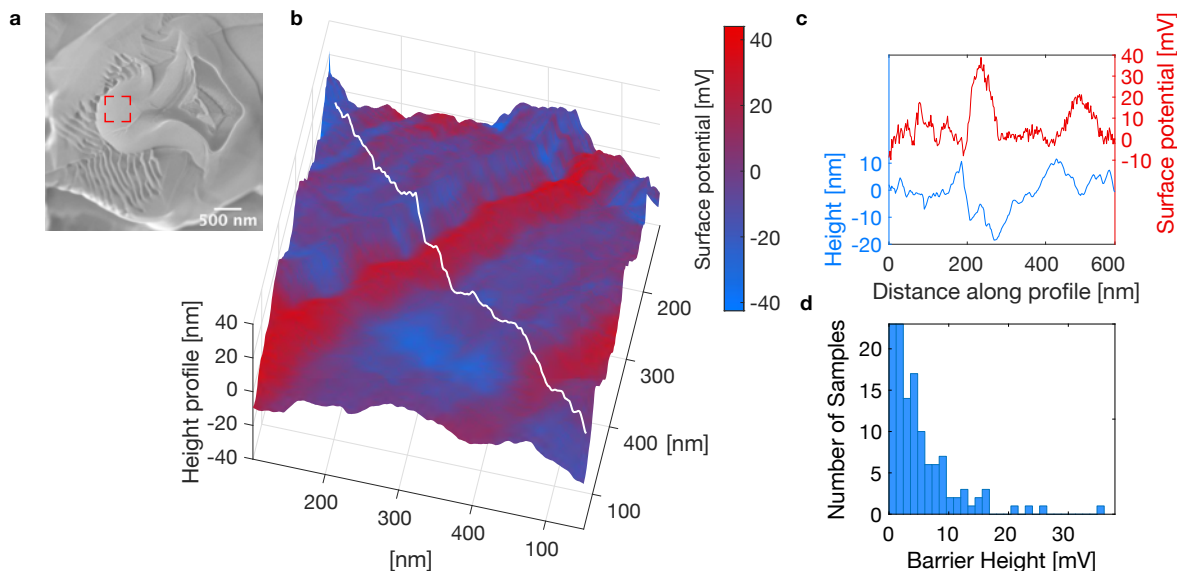 a
500 nm
b
40
20
0
-20
-40
Height profile [nm]
200
300
400
100
[nm]
100
400
[nm]
300
200
Surface potential [mV]
40
20
0
-20
-40
c
10
0
-10
-20
Height [nm]
40
30
20
10
0
-10
Surface potential [mV]
0
200
400
600
Distance along profile [nm]
d
20
15
10
5
0
Number of Samples
0
10
20
30
Barrier Height [mV]